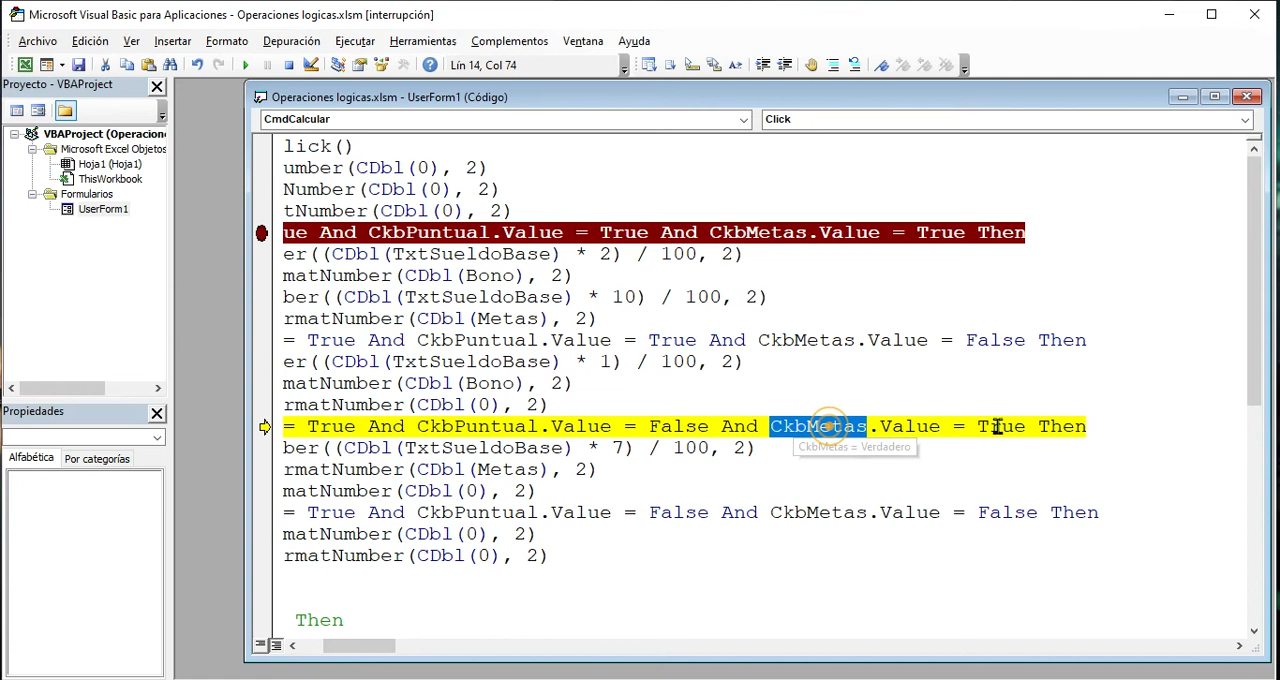 Microsoft Visual Basic para Aplicaciones - Operaciones logicas.xlsm [interrupción]
Archivo Edición Ver Insertar Formato Depuración Ejecutar Herramientas Complementos Ventana Ayuda
Lín 14, Col 74
Proyecto - VBAProject
VBAProject (Operacion
Microsoft Excel Objetos
Hoja1 (Hoja1)
ThisWorkbook
Formularios
UserForm1
Propiedades
Alfabética Por categorías
Operaciones logicas.xlsm - UserForm1 (Código)
CmdCalcular Click
lick()
umber(CDbl(0), 2)
Number(CDbl(0), 2)
tNumber(CDbl(0), 2)
ue And CkbPuntual.Value = True And CkbMetas.Value = True Then
er((CDbl(TxtSueldoBase) * 2) / 100, 2)
matNumber(CDbl(Bono), 2)
ber((CDbl(TxtSueldoBase) * 10) / 100, 2)
rmatNumber(CDbl(Metas), 2)
= True And CkbPuntual.Value = True And CkbMetas.Value = False Then
er((CDbl(TxtSueldoBase) * 1) / 100, 2)
matNumber(CDbl(Bono), 2)
rmatNumber(CDbl(0), 2)
= True And CkbPuntual.Value = False And CkbMetas.Value = True Then
CkbMetas = Verdadero
ber((CDbl(TxtSueldoBase) * 7) / 100, 2)
rmatNumber(CDbl(Metas), 2)
matNumber(CDbl(0), 2)
= True And CkbPuntual.Value = False And CkbMetas.Value = False Then
matNumber(CDbl(0), 2)
rmatNumber(CDbl(0), 2)
Then